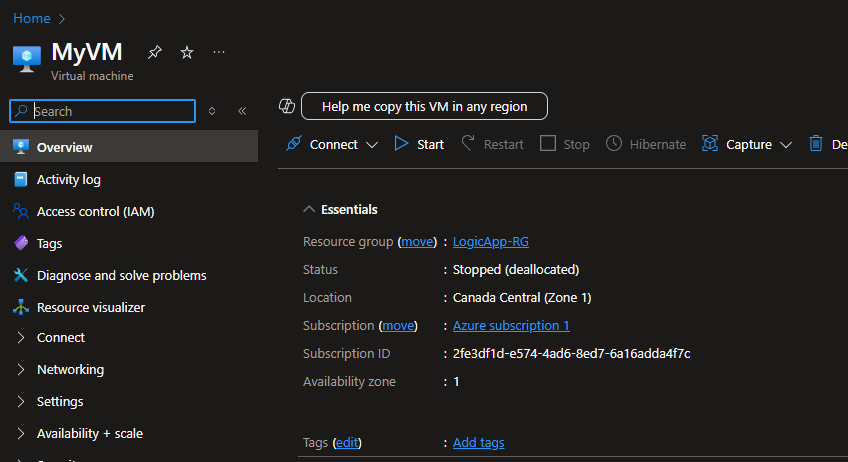 Home
MyVM
Virtual machine
Search
Help me copy this VM in any region
Connect Start Restart Stop Hibernate Capture De
Overview
Activity log
Access control (IAM)
Tags
Diagnose and solve problems
Resource visualizer
Connect
Networking
Settings
Availability + scale
Essentials
Resource group (move) : LogicApp-RG
Status : Stopped (deallocated)
Location : Canada Central (Zone 1)
Subscription (move) : Azure subscription 1
Subscription ID : 2fe3df1d-e574-4ad6-8ed7-6a16adda4f7c
Availability zone : 1
Tags (edit) : Add tags